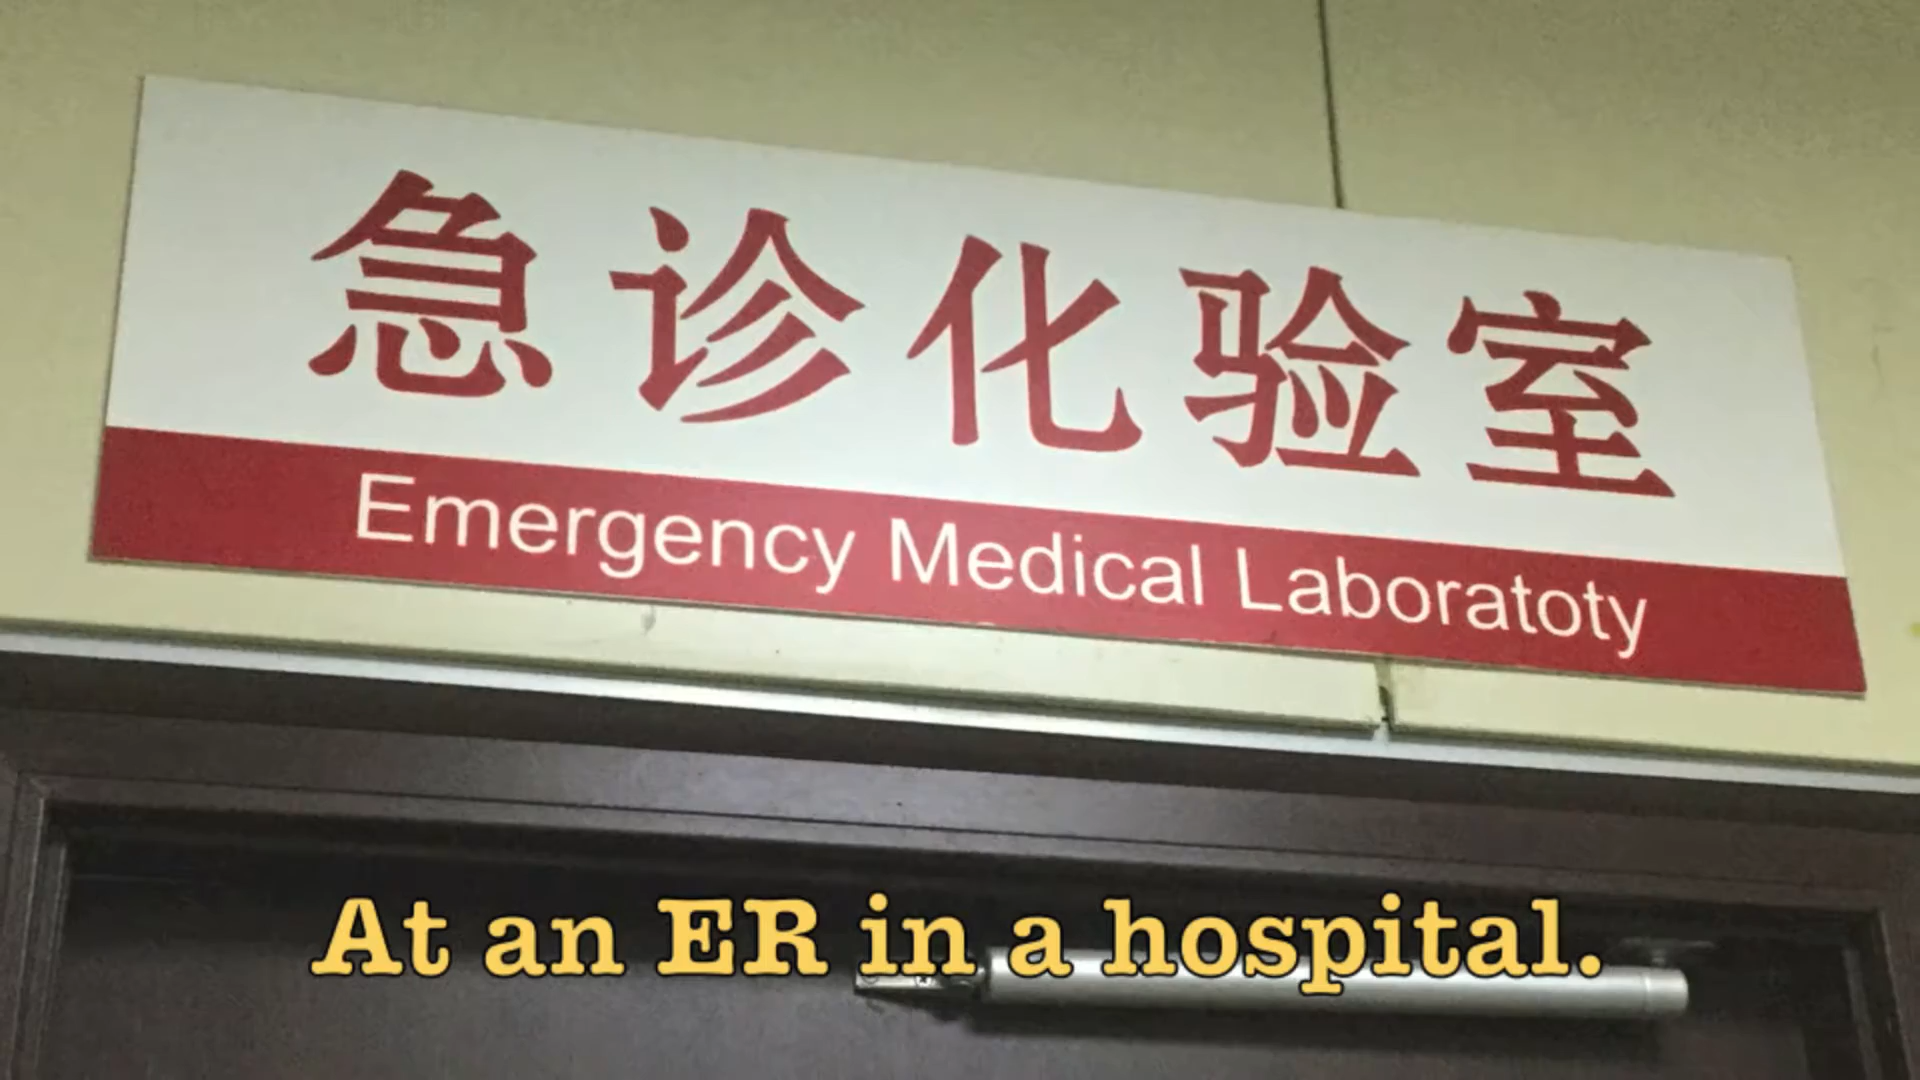 急诊化验室
Emergency Medical Laboratoty
At an ER in a hospital.